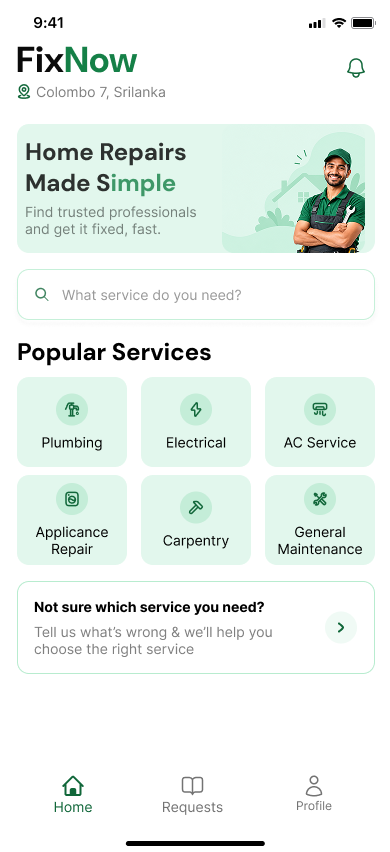 9:41
FixNow
Colombo 7, Srilanka
Home Repairs
Made Simple
Find trusted professionals
and get it fixed, fast.
What service do you need?
Popular Services
Plumbing
Electrical
AC Service
Applicance
Repair
Carpentry
General
Maintenance
Not sure which service you need?
Tell us what's wrong & we'll help you
choose the right service
Home
Requests
Profile